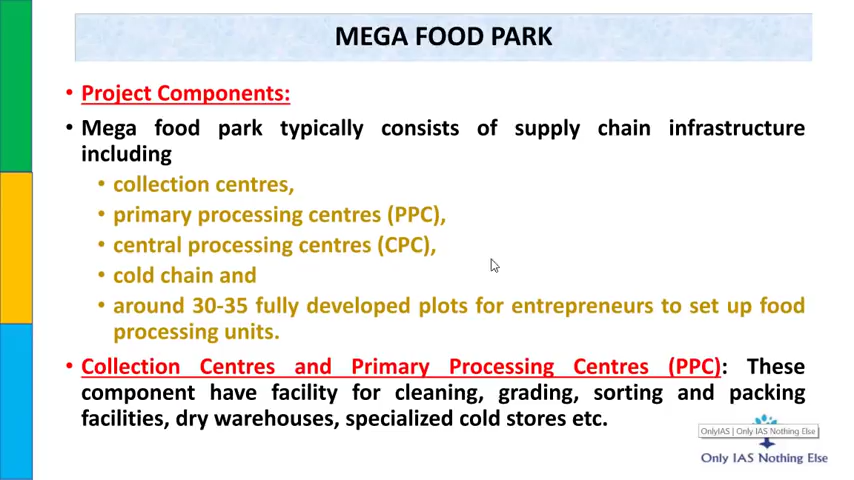 MEGA FOOD PARK
• Project Components:
• Mega food park typically consists of supply chain infrastructure
including
• collection centres,
• primary processing centres (PPC),
• central processing centres (CPC),
• cold chain and
• around 30-35 fully developed plots for entrepreneurs to set up food
processing units.
• Collection Centres and Primary Processing Centres (PPC): These
component have facility for cleaning, grading, sorting and packing
facilities, dry warehouses, specialized cold stores etc.
OnlyIAS | Only IAS Nothing Else
Only IAS Nothing Else